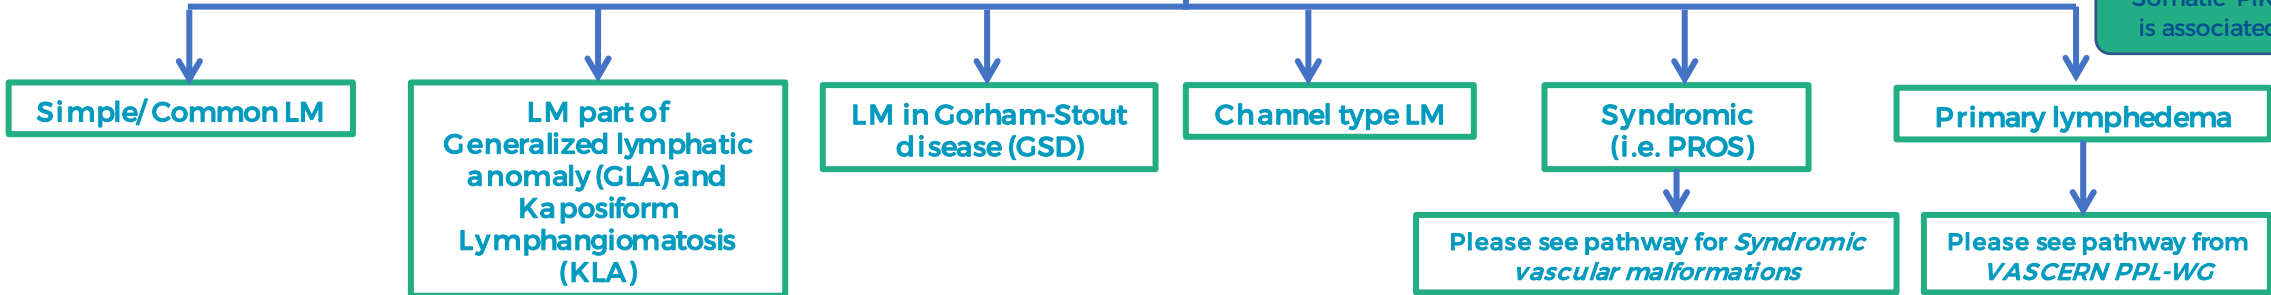 is associated
Simple/Common LM
LM part of
Generalized lymphatic
anomaly (GLA) and
Kaposiform
Lymphangiomatosis
(KLA)
LM in Gorham-Stout
disease (GSD)
Channel type LM
Syndromic
(i.e. PROS)
Primary lymphedema
Please see pathway for Syndromic
vascular malformations
Please see pathway from
VASCERN PPL-WG